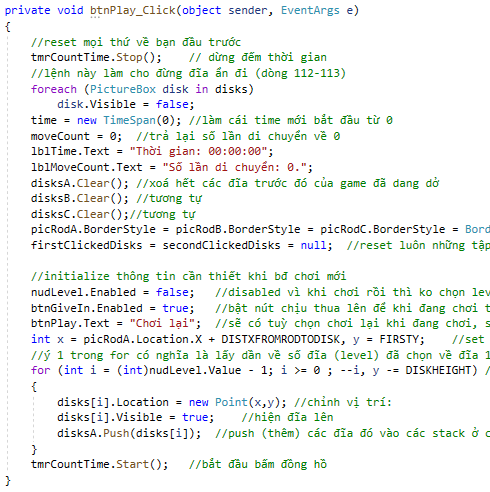 private void btnPlay_Click(object sender, EventArgs e)
{
//reset mọi thứ về bạn đầu trước
tmrCountTime.Stop(); // dừng đếm thời gian
//lệnh này làm cho đừng đĩa ẩn đi (dòng 112-113)
foreach (PictureBox disk in disks)
disk.Visible = false;
time = new TimeSpan(0); //làm cái time mới bắt đầu từ 0
moveCount = 0; //trả lại số lần di chuyển về 0
lblTime.Text = "Thời gian: 00:00:00";
lblMoveCount.Text = "Số lần di chuyển: 0.";
disksA.Clear(); //xoá hết các đĩa trước đó của game đã dang dở
disksB.Clear(); //tương tự
disksC.Clear();//tương tự
picRodA.BorderStyle = picRodB.BorderStyle = picRodC.BorderStyle = Bord
firstClickedDisks = secondClickedDisks = null; //reset luôn những tập
//initialize thông tin cần thiết khi bđ chơi mới
nudLevel.Enabled = false; //disabled vì khi chơi rồi thì ko chọn lev
btnGiveIn.Enabled = true; //bật nút chịu thua lên để khi đang chơi t
btnPlay.Text = "Chơi lại"; //sẽ có tuỳ chọn chơi lại khi đang chơi, s
int x = picRodA.Location.X + DISTXFROMRODTODISK, y = FIRSTY; //set
//ý 1 trong for có nghĩa là lấy dần về số đĩa (level) đã chọn về đĩa 1
for (int i = (int)nudLevel.Value - 1; i >= 0 ; --i, y -= DISKHEIGHT) /
{
disks[i].Location = new Point(x,y); //chỉnh vị trí:
disks[i].Visible = true; //hiện đĩa lên
disksA.Push(disks[i]); //push (thêm) các đĩa đó vào các stack ở c
}
tmrCountTime.Start(); //bắt đầu bấm đồng hồ
}